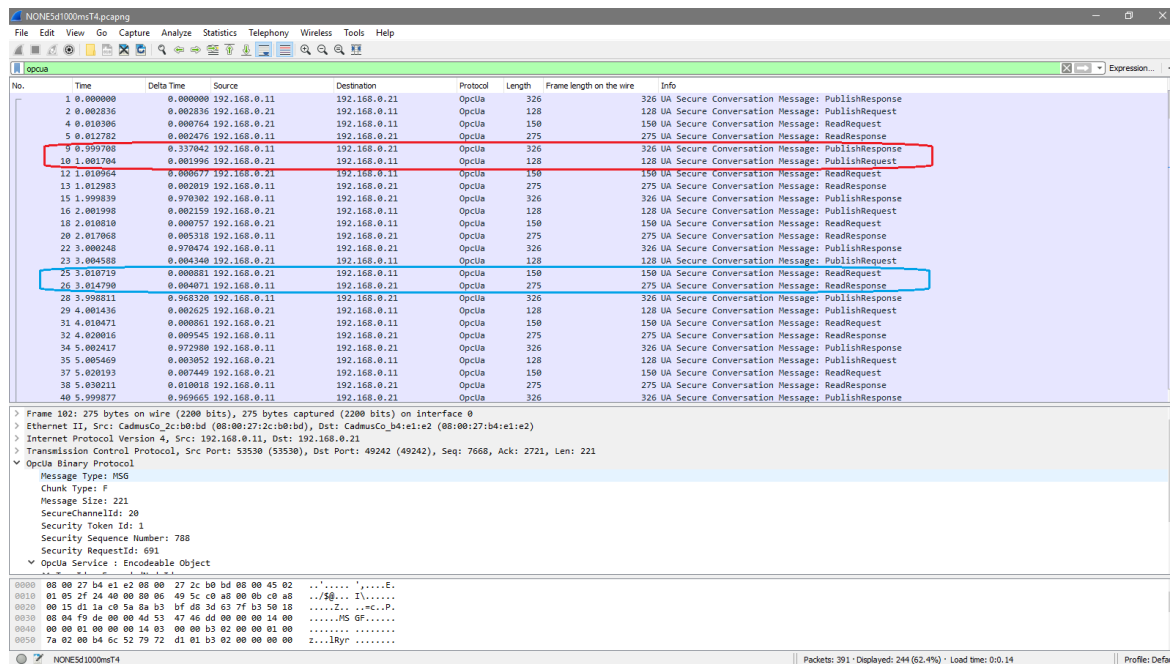 NONE5d1000msT4.pcapng
File Edit View Go Capture Analyze Statistics Telephony Wireless Tools Help
opcua Expression...
No. Time Delta Time Source Destination Protocol Length Frame length on the wire Info
1 0.000000 0.000000 192.168.0.11 192.168.0.21 OpcUa 326 326 UA Secure Conversation Message: PublishResponse
2 0.002836 0.002836 192.168.0.21 192.168.0.11 OpcUa 128 128 UA Secure Conversation Message: PublishRequest
4 0.010306 0.000764 192.168.0.21 192.168.0.11 OpcUa 150 150 UA Secure Conversation Message: ReadRequest
5 0.012782 0.002476 192.168.0.11 192.168.0.21 OpcUa 275 275 UA Secure Conversation Message: ReadResponse
9 0.999708 0.337042 192.168.0.11 192.168.0.21 OpcUa 326 326 UA Secure Conversation Message: PublishResponse
10 1.001704 0.001996 192.168.0.21 192.168.0.11 OpcUa 128 128 UA Secure Conversation Message: PublishRequest
12 1.010964 0.000677 192.168.0.21 192.168.0.11 OpcUa 150 150 UA Secure Conversation Message: ReadRequest
13 1.012983 0.002019 192.168.0.11 192.168.0.21 OpcUa 275 275 UA Secure Conversation Message: ReadResponse
15 1.999839 0.970302 192.168.0.11 192.168.0.21 OpcUa 326 326 UA Secure Conversation Message: PublishResponse
16 2.001998 0.002159 192.168.0.21 192.168.0.11 OpcUa 128 128 UA Secure Conversation Message: PublishRequest
18 2.010810 0.000757 192.168.0.21 192.168.0.11 OpcUa 150 150 UA Secure Conversation Message: ReadRequest
20 2.017068 0.005318 192.168.0.11 192.168.0.21 OpcUa 275 275 UA Secure Conversation Message: ReadResponse
22 3.000248 0.970474 192.168.0.11 192.168.0.21 OpcUa 326 326 UA Secure Conversation Message: PublishResponse
23 3.004588 0.004340 192.168.0.21 192.168.0.11 OpcUa 128 128 UA Secure Conversation Message: PublishRequest
25 3.010719 0.000881 192.168.0.21 192.168.0.11 OpcUa 150 150 UA Secure Conversation Message: ReadRequest
26 3.014790 0.004071 192.168.0.11 192.168.0.21 OpcUa 275 275 UA Secure Conversation Message: ReadResponse
28 3.998811 0.968320 192.168.0.11 192.168.0.21 OpcUa 326 326 UA Secure Conversation Message: PublishResponse
29 4.001436 0.002625 192.168.0.21 192.168.0.11 OpcUa 128 128 UA Secure Conversation Message: PublishRequest
31 4.010471 0.000861 192.168.0.21 192.168.0.11 OpcUa 150 150 UA Secure Conversation Message: ReadRequest
32 4.020016 0.009545 192.168.0.11 192.168.0.21 OpcUa 275 275 UA Secure Conversation Message: ReadResponse
34 5.002417 0.972980 192.168.0.11 192.168.0.21 OpcUa 326 326 UA Secure Conversation Message: PublishResponse
35 5.005469 0.003052 192.168.0.21 192.168.0.11 OpcUa 128 128 UA Secure Conversation Message: PublishRequest
37 5.020193 0.007449 192.168.0.21 192.168.0.11 OpcUa 150 150 UA Secure Conversation Message: ReadRequest
38 5.030211 0.010018 192.168.0.11 192.168.0.21 OpcUa 275 275 UA Secure Conversation Message: ReadResponse
40 5.999877 0.969665 192.168.0.11 192.168.0.21 OpcUa 326 326 UA Secure Conversation Message: PublishResponse
> Frame 102: 275 bytes on wire (2200 bits), 275 bytes captured (2200 bits) on interface 0
> Ethernet II, Src: CadmusCo_2c:b0:bd (08:00:27:2c:b0:bd), Dst: CadmusCo_b4:e1:e2 (08:00:27:b4:e1:e2)
> Internet Protocol Version 4, Src: 192.168.0.11, Dst: 192.168.0.21
> Transmission Control Protocol, Src Port: 53530 (53530), Dst Port: 49242 (49242), Seq: 7668, Ack: 2721, Len: 221
OpcUa Binary Protocol
Message Type: MSG
Chunk Type: F
Message Size: 221
SecureChannelId: 20
Security Token Id: 1
Security Sequence Number: 788
Security RequestId: 691
OpcUa Service : Encodeable Object
0000 08 00 27 b4 e1 e2 08 00 27 2c b0 bd 08 00 45 02 ..'..... ',....E.
0010 01 05 2f 24 40 00 80 06 49 5c c0 a8 00 0b c0 a8 ../$@... I\......
0020 00 15 d1 1a c0 5a 8a b3 bf d8 3d 63 7f b3 50 18 .....Z.. ..=c..P.
0030 08 04 f9 de 00 00 4d 53 47 46 dd 00 00 00 14 00 ......MS GF......
0040 00 00 01 00 00 00 14 03 00 00 b3 02 00 00 01 00 ........ ........
0050 7a 02 00 b4 6c 52 79 72 d1 01 b3 02 00 00 00 00 z...lRyr ........
NONE5d1000msT4 Packets: 391 · Displayed: 244 (62.4%) · Load time: 0:0.14 Profile: Defa